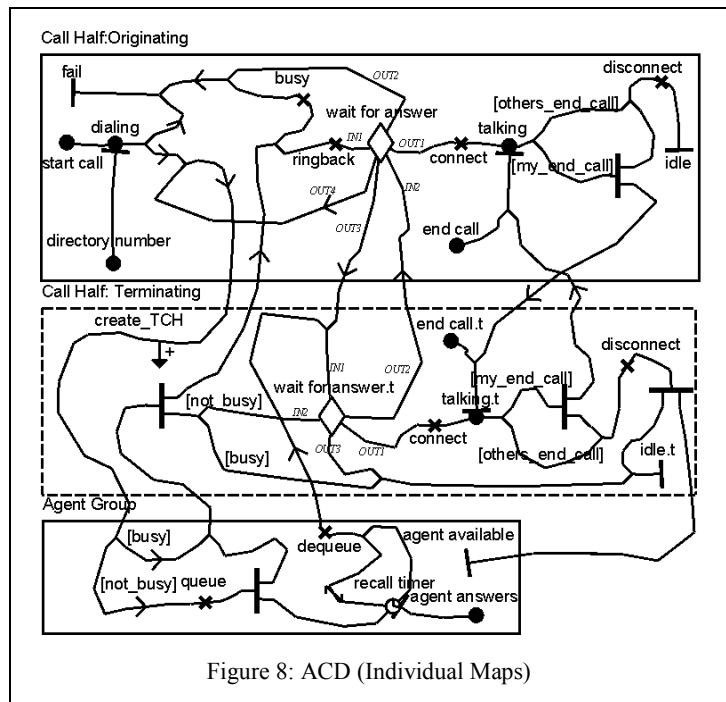 Call Half:Originating
fail
busy
OUT2
disconnect
wait for answer
[others_end_call]
dialing
IN1
OUT1
talking
start call
ringback
connect
[my_end_call]
idle
OUT4
IN2
OUT3
end call
directory number
Call Half: Terminating
create_TCH
+
end call.t
disconnect
IN1
OUT2
wait for answer.t
[my_end_call]
[not_busy]
IN2
talking.t
OUT3
OUT1
connect
[others_end_call]
idle.t
[busy]
Agent Group
[busy]
dequeue
agent available
[not_busy]
queue
recall timer
agent answers
Figure 8: ACD (Individual Maps)